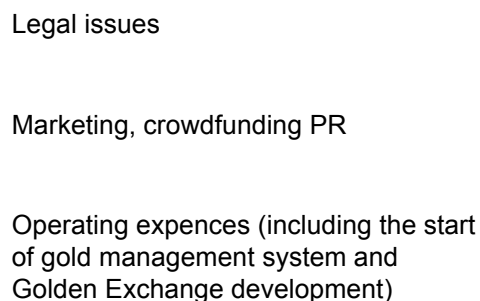 Legal issues
Marketing, crowdfunding PR
Operating expences (including the start
of gold management system and
Golden Exchange development)